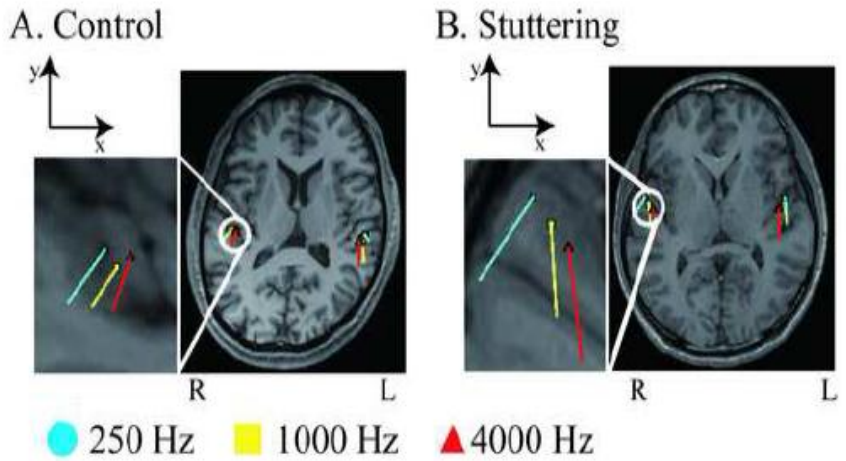 A. Control
B. Stuttering
y
x
y
x
R
L
R
L
250 Hz
1000 Hz
4000 Hz